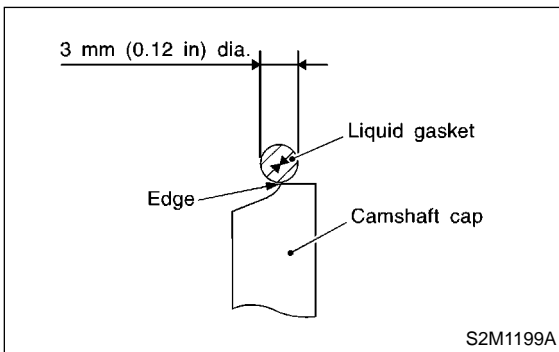 3 mm (0.12 in) dia.
Liquid gasket
Edge
Camshaft cap
S2M1199A